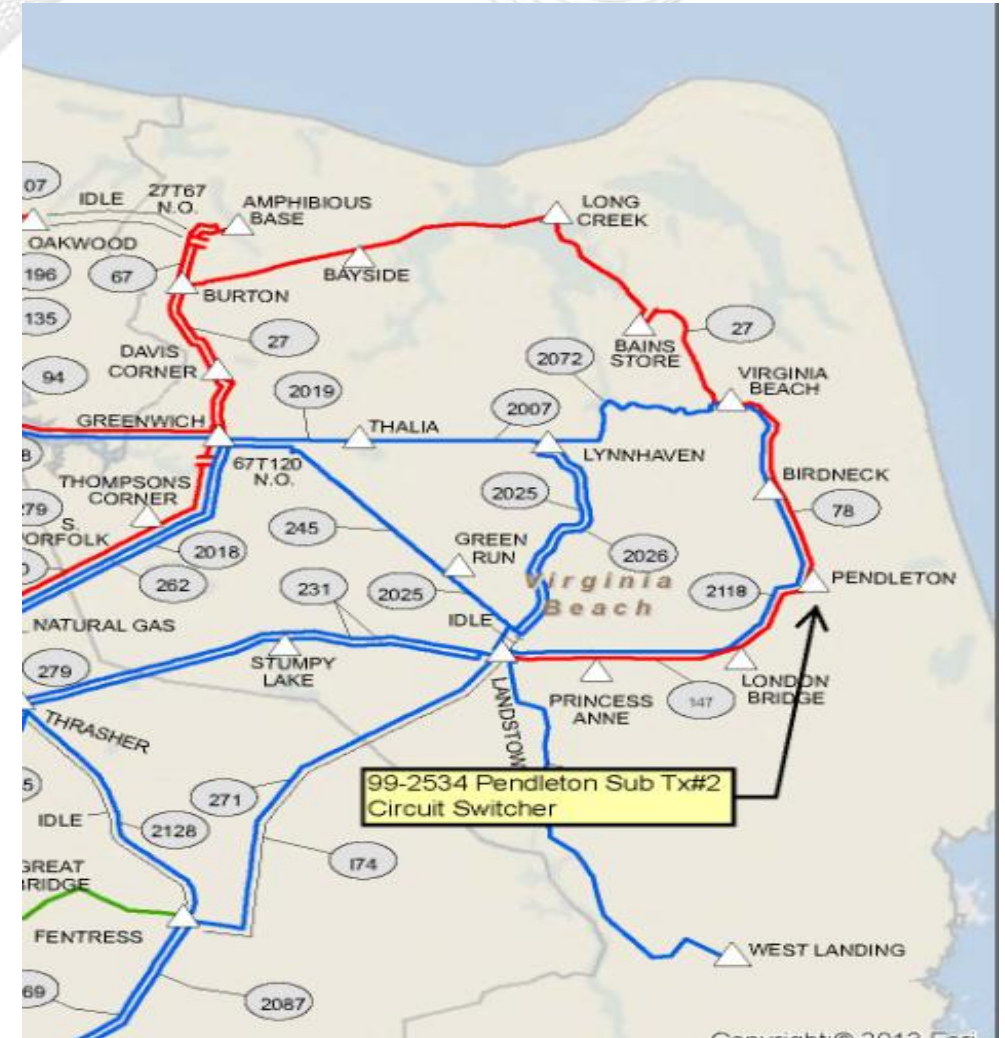 07
IDLE
27T67
N.O.
AMPHIBIOUS
BASE
LONG
CREEK
OAKWOOD
196
67
BAYSIDE
BURTON
135
27
27
BAINS
STORE
DAVIS
CORNER
2072
94
2019
VIRGINIA
BEACH
GREENWICH
THALIA
2007
LYNNHAVEN
8
67T120
N.O.
THOMPSONS
CORNER
BIRDNECK
279
2025
78
S.
ORFOLK
245
2018
GREEN
RUN
2026
262
Virginia
Beach
PENDLETON
231
2025
2118
IDLE
NATURAL GAS
279
STUMPY
LAKE
LONDON
BRIDGE
PRINCESS
ANNE
147
LANDSTOW
THRASHER
99-2534 Pendleton Sub Tx#2
Circuit Switcher
5
271
IDLE
2128
174
GREAT
BRIDGE
FENTRESS
WEST LANDING
69
2087